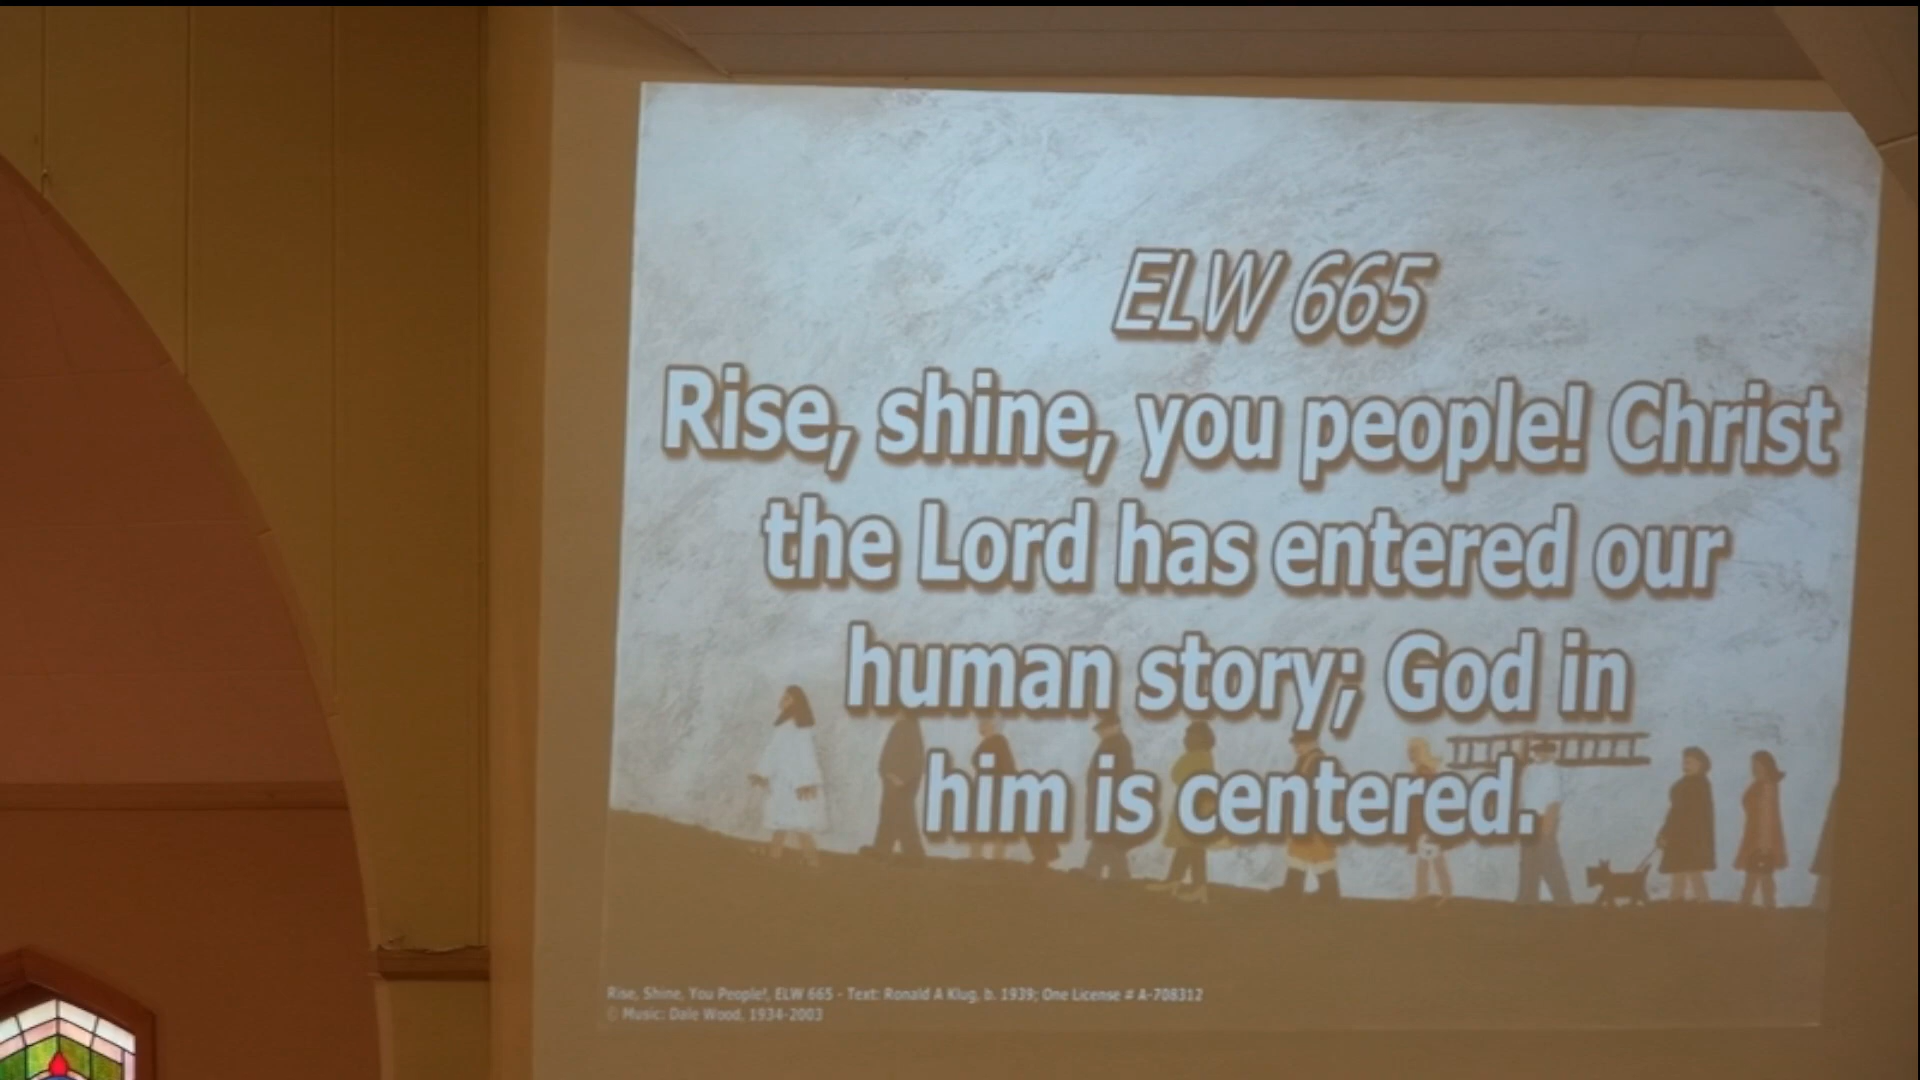 ELW 665
Rise, shine, you people! Christ
the Lord has entered our
human story; God in
him is centered.
Rise, Shine, You People!, ELW 665 - Text: Ronald A Klug, b. 1939; One License # A-708312
© Music: Dale Wood, 1934-2003